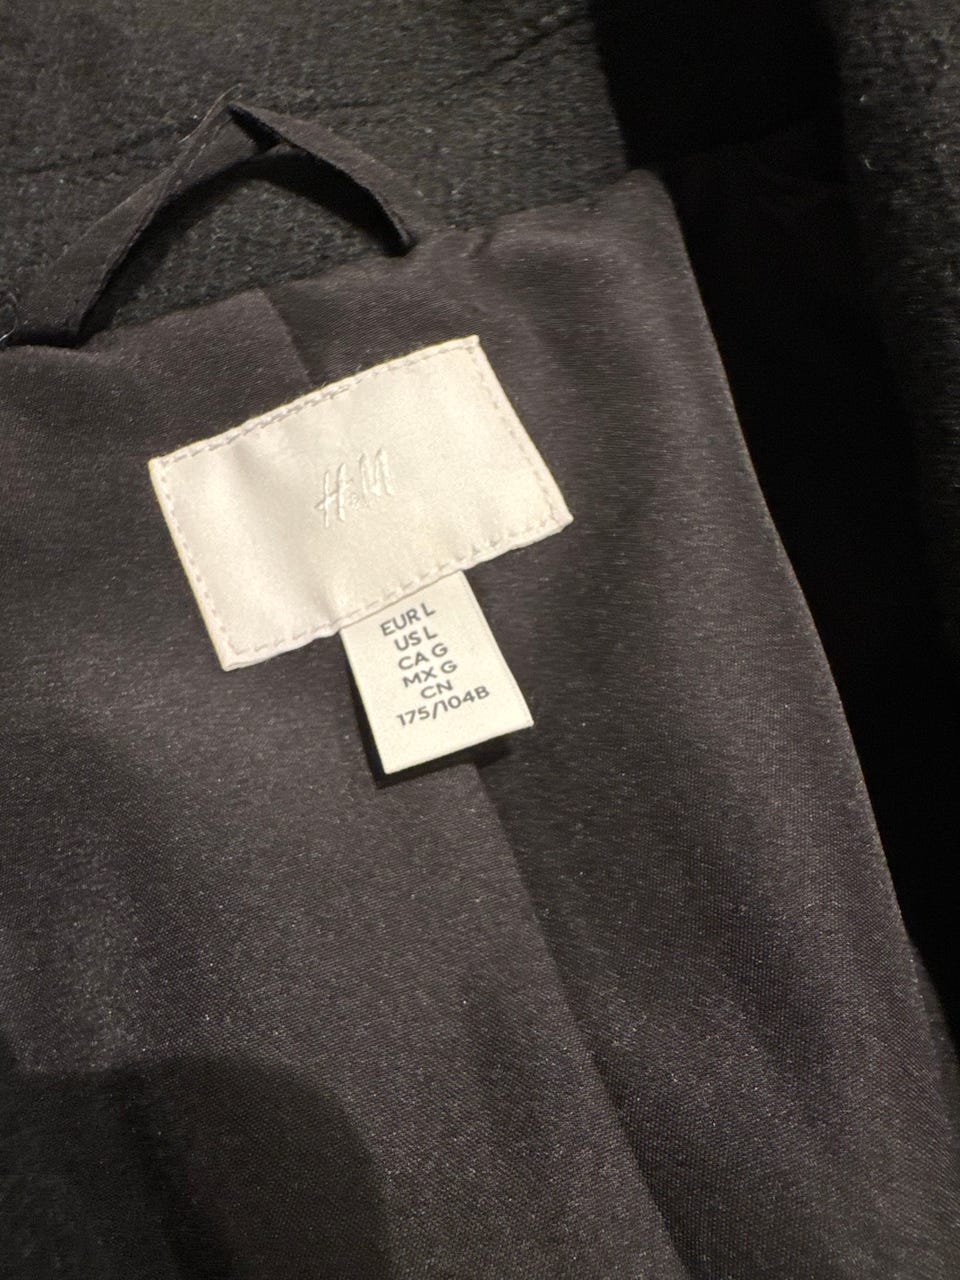 H&M
EUR L
US L
CA G
MX G
CN
175/104B